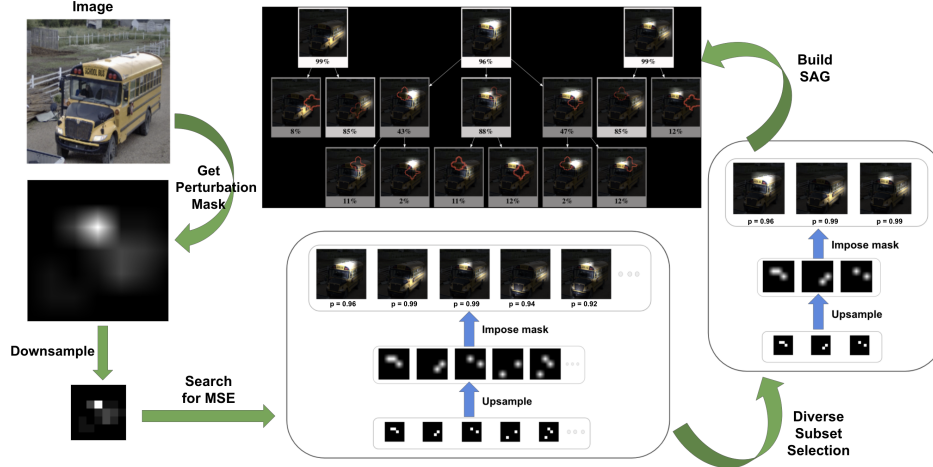 Image
SCHOOL BUS
99%
96%
99%
8%
85%
43%
88%
47%
85%
12%
11%
2%
11%
12%
2%
12%
Build
SAG
Get
Perturbation
Mask
p = 0.96
p = 0.99
p = 0.99
Impose mask
Upsample
p = 0.96
p = 0.99
p = 0.99
p = 0.94
p = 0.92
Impose mask
Upsample
Downsample
Search
for MSE
Diverse
Subset
Selection